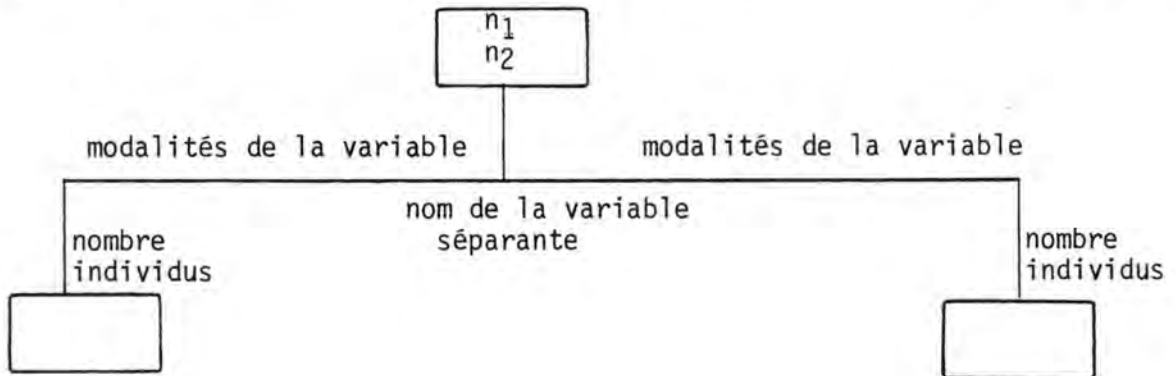 n1
n2
modalités de la variable
modalités de la variable
nom de la variable
séparante
nombre
individus
nombre
individus